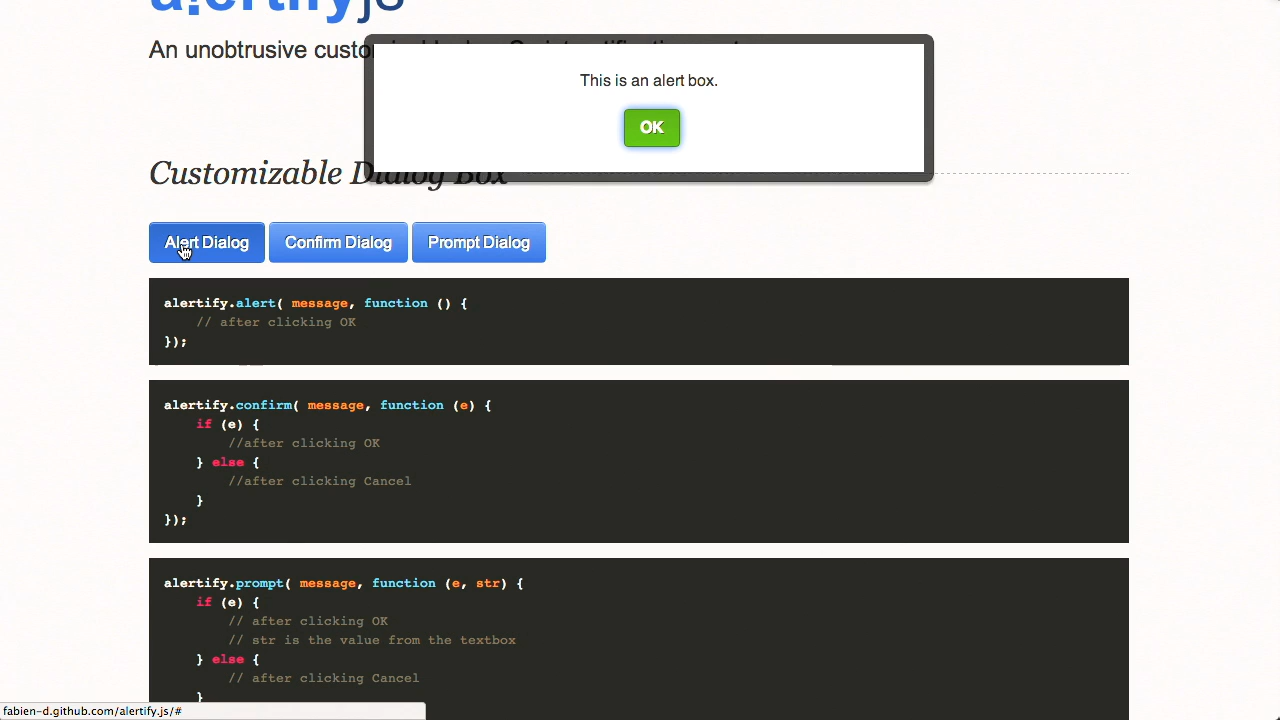 alertifyjs
An unobtrusive
This is an alert box.
OK
Customizable Dialog Box
Alert Dialog
Confirm Dialog
Prompt Dialog
alertify.alert( message, function () {
// after clicking OK
});
alertify.confirm( message, function (e) {
if (e) {
//after clicking OK
} else {
//after clicking Cancel
}
});
alertify.prompt( message, function (e, str) {
if (e) {
// after clicking OK
// str is the value from the textbox
} else {
// after clicking Cancel
}
fabien-d.github.com/alertify.js/#